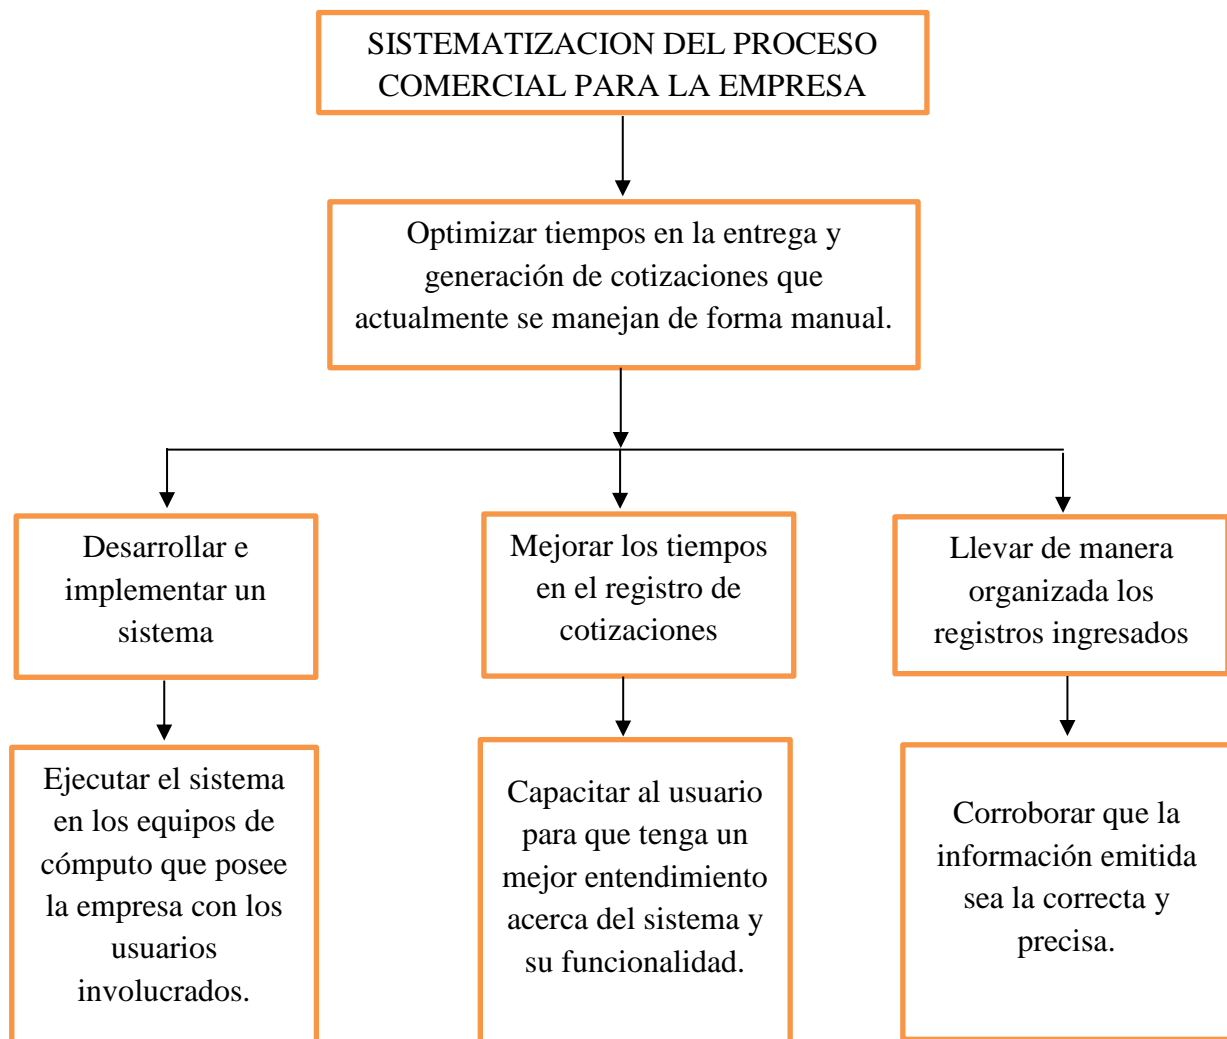 SISTEMATIZACION DEL PROCESO
COMERCIAL PARA LA EMPRESA
Optimizar tiempos en la entrega y
generación de cotizaciones que
actualmente se manejan de forma manual.
Desarrollar e
implementar un
sistema
Mejorar los tiempos
en el registro de
cotizaciones
Llevar de manera
organizada los
registros ingresados
Ejecutar el sistema
en los equipos de
cómputo que posee
la empresa con los
usuarios
involucrados.
Capacitar al usuario
para que tenga un
mejor entendimiento
acerca del sistema y
su funcionalidad.
Corroborar que la
información emitida
sea la correcta y
precisa.